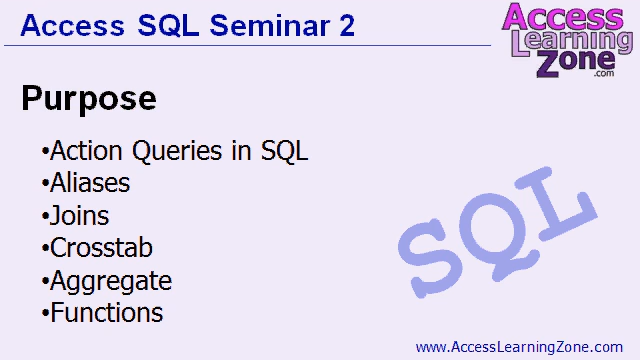 Access SQL Seminar 2
Access
Learning
Zone
.com
Purpose
•Action Queries in SQL
•Aliases
•Joins
•Crosstab
•Aggregate
•Functions
SQL
www.AccessLearningZone.com